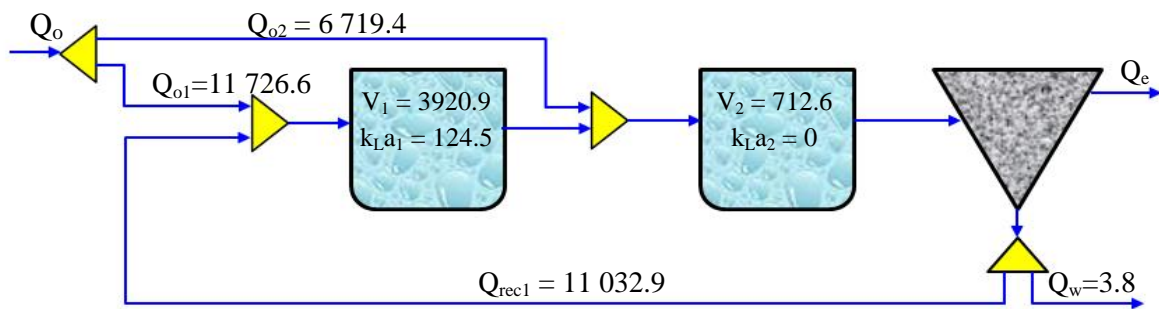 Qo
Qo2 = 6 719.4
Qo1=11 726.6
V1 = 3920.9
kLa1 = 124.5
V2 = 712.6
kLa2 = 0
Qe
Qrec1 = 11 032.9
Qw=3.8